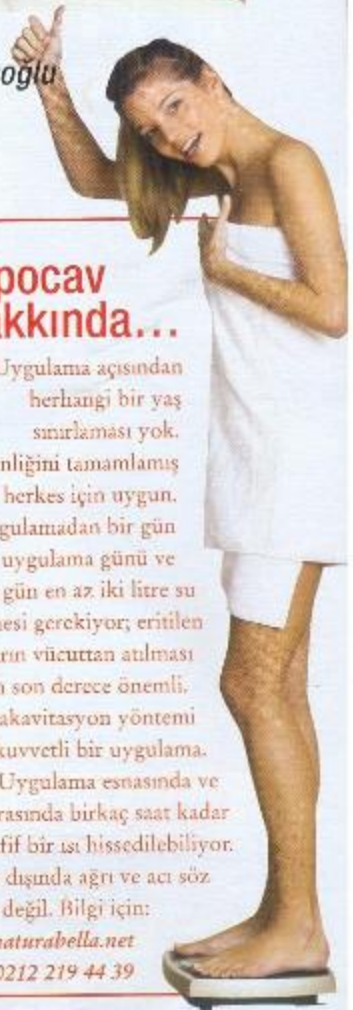 oğlu
pocav
kkında...
Uygulama açısından
herhangi bir yaş
sınırlaması yok.
nliğini tamamlamış
herkes için uygun.
gulamadan bir gün
uygulama günü ve
gün en az iki litre su
esi gerekiyor; eritilen
rın vücuttan atılması
n son derece önemli.
akavitasyon yöntemi
kuvvetli bir uygulama.
Uygulama esnasında ve
rasında birkaç saat kadar
fif bir ısı hissedilebiliyor.
dışında ağrı ve acı söz
değil. Bilgi için:
naturabella.net
0212 219 44 39